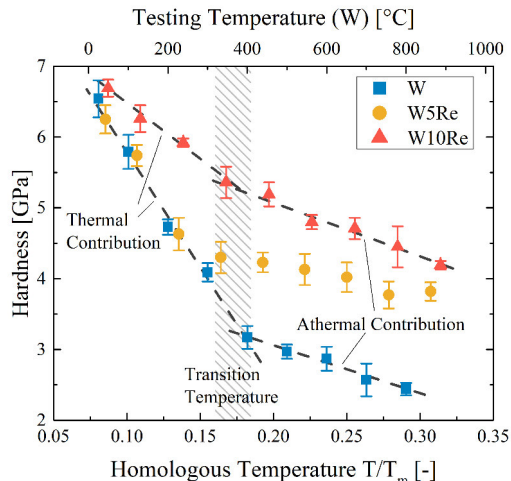 Testing Temperature (W) [°C]
0 200 400 600 800 1000
7
6
5
4
3
2
Hardness [GPa]
W
W5Re
W10Re
Thermal
Contribution
Athermal Contribution
Transition
Temperature
0.05 0.10 0.15 0.20 0.25 0.30 0.35
Homologous Temperature T/Tm [-]